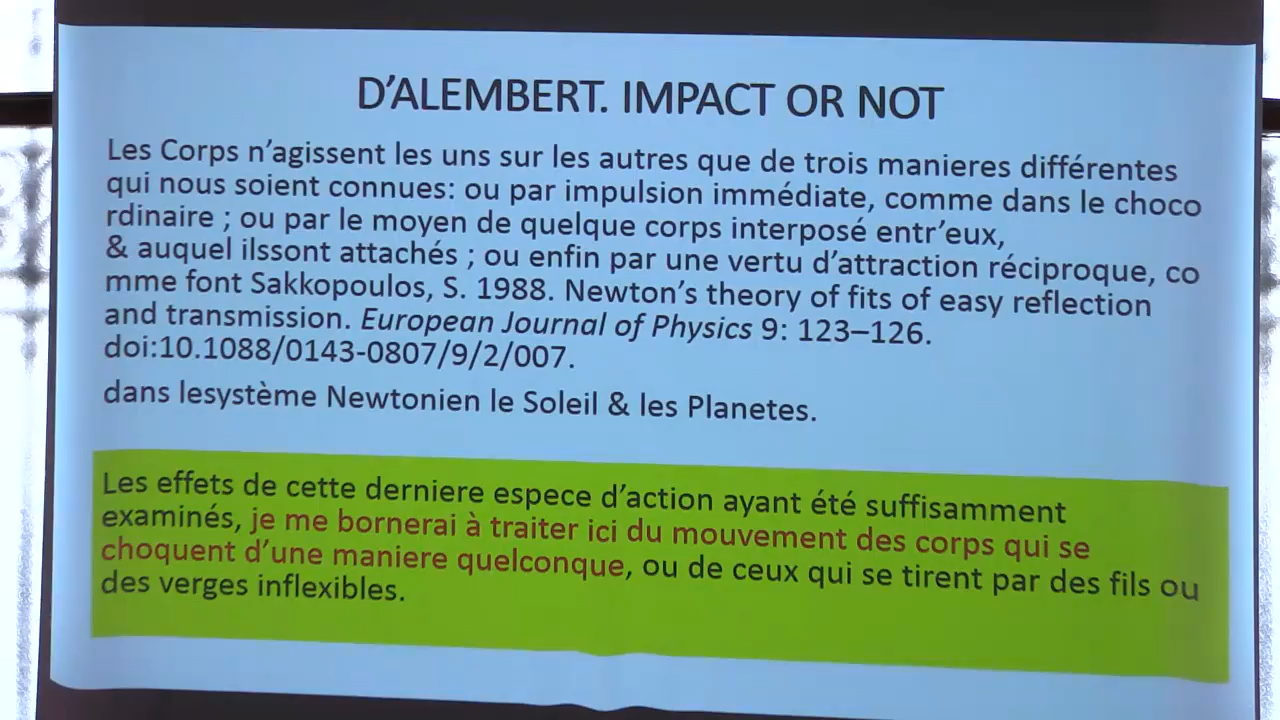 D’ALEMBERT. IMPACT OR NOT
Les Corps n’agissent les uns sur les autres que de trois manieres différentes
qui nous soient connues: ou par impulsion immédiate, comme dans le choco
rdinaire ; ou par le moyen de quelque corps interposé entr’eux,
& auquel ilssont attachés ; ou enfin par une vertu d’attraction réciproque, co
mme font Sakkopoulos, S. 1988. Newton’s theory of fits of easy reflection
and transmission. European Journal of Physics 9: 123–126.
doi:10.1088/0143-0807/9/2/007.
dans lesystème Newtonien le Soleil & les Planetes.
Les effets de cette derniere espece d’action ayant été suffisamment
examinés, je me bornerai à traiter ici du mouvement des corps qui se
choquent d’une maniere quelconque, ou de ceux qui se tirent par des fils ou
des verges inflexibles.